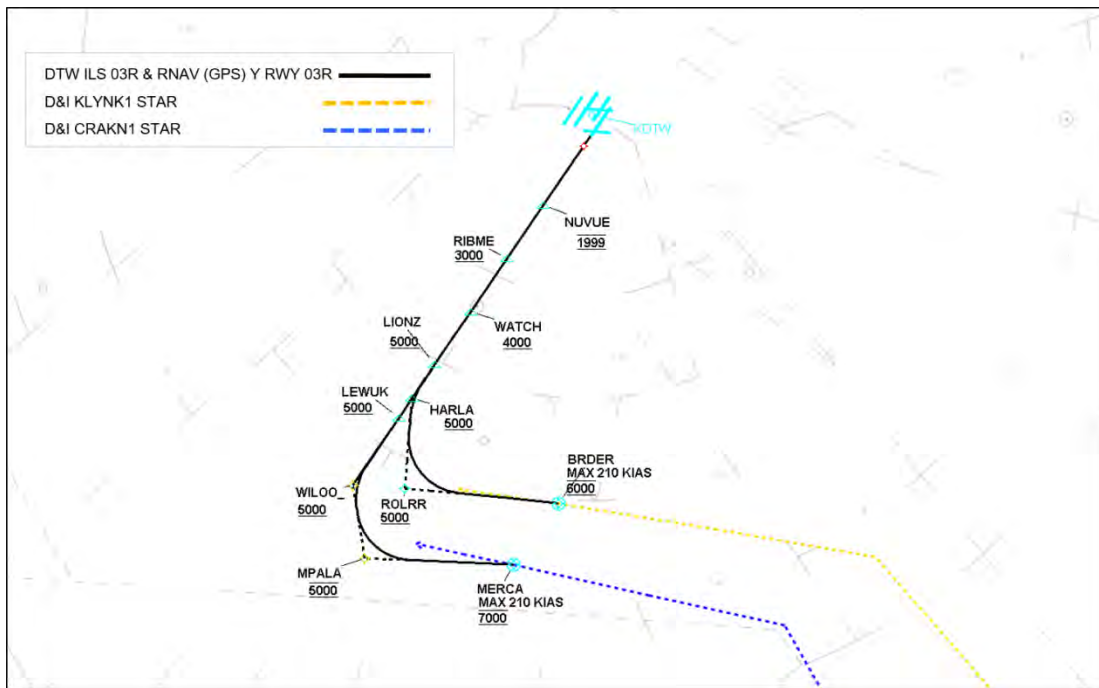 DTW ILS 03R & RNAV (GPS) Y RWY 03R
D&I KLYNK1 STAR
D&I CRAKN1 STAR
KDTW
NUVUE
1999
RIBME
3000
WATCH
4000
LIONZ
5000
LEWUK
5000
HARLA
5000
BRDER
MAX 210 KIAS
6000
WILOO_
5000
ROLRR
5000
MPALA
5000
MERCA
MAX 210 KIAS
7000